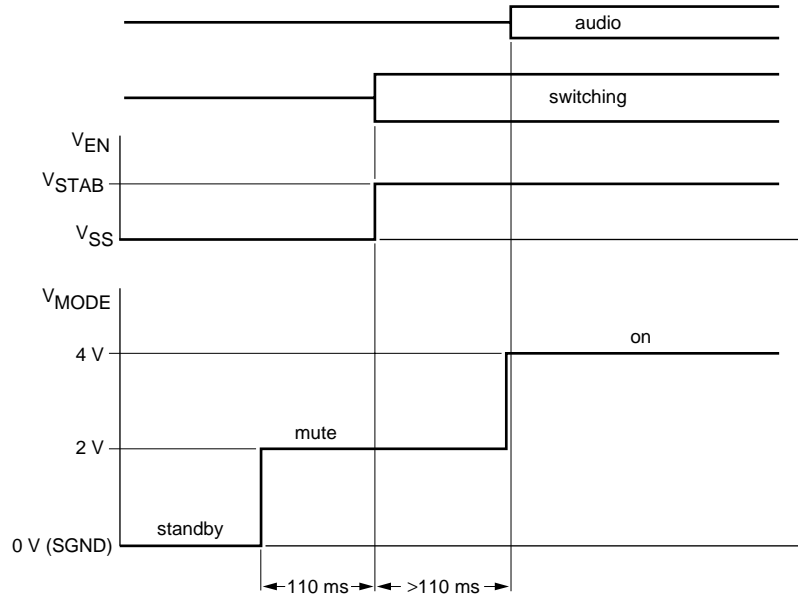 audio
switching
VEN
VSTAB
VSS
VMODE
4 V
on
mute
2 V
standby
0 V (SGND)
110 ms
>110 ms